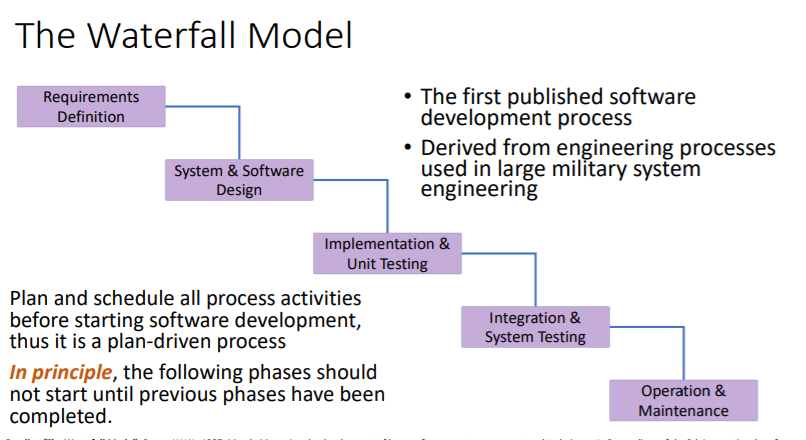 The Waterfall Model
Requirements
Definition
• The first published software
development process
• Derived from engineering processes
used in large military system
engineering
System & Software
Design
Implementation &
Unit Testing
Plan and schedule all process activities
before starting software development,
thus it is a plan-driven process
In principle, the following phases should
not start until previous phases have been
completed.
Integration &
System Testing
Operation &
Maintenance